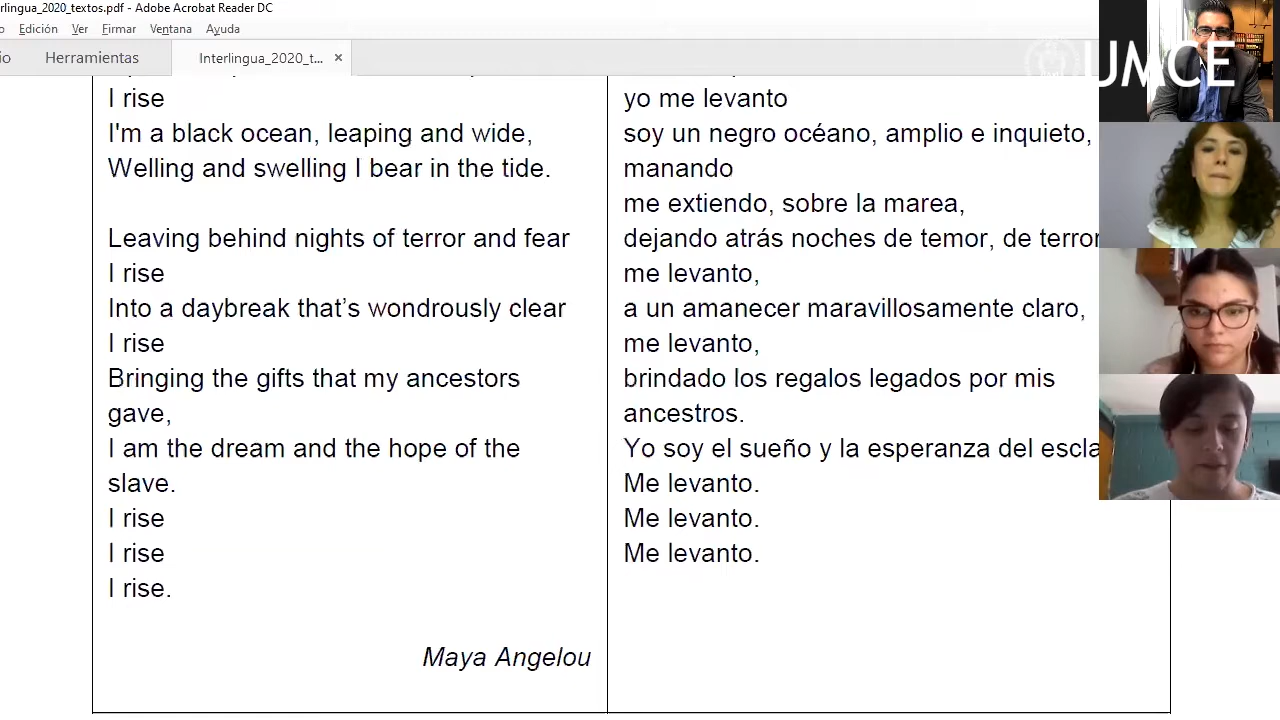 rlingua_2020_textos.pdf - Adobe Acrobat Reader DC
Edición Ver Firmar Ventana Ayuda
Herramientas
Interlingua_2020_t... ×
UMCE
I rise
I'm a black ocean, leaping and wide,
Welling and swelling I bear in the tide.
Leaving behind nights of terror and fear
I rise
Into a daybreak that’s wondrously clear
I rise
Bringing the gifts that my ancestors
gave,
I am the dream and the hope of the
slave.
I rise
I rise
I rise.
Maya Angelou
yo me levanto
soy un negro océano, amplio e inquieto,
manando
me extiendo, sobre la marea,
dejando atrás noches de temor, de terror
me levanto,
a un amanecer maravillosamente claro,
me levanto,
brindado los regalos legados por mis
ancestros.
Yo soy el sueño y la esperanza del escla
Me levanto.
Me levanto.
Me levanto.